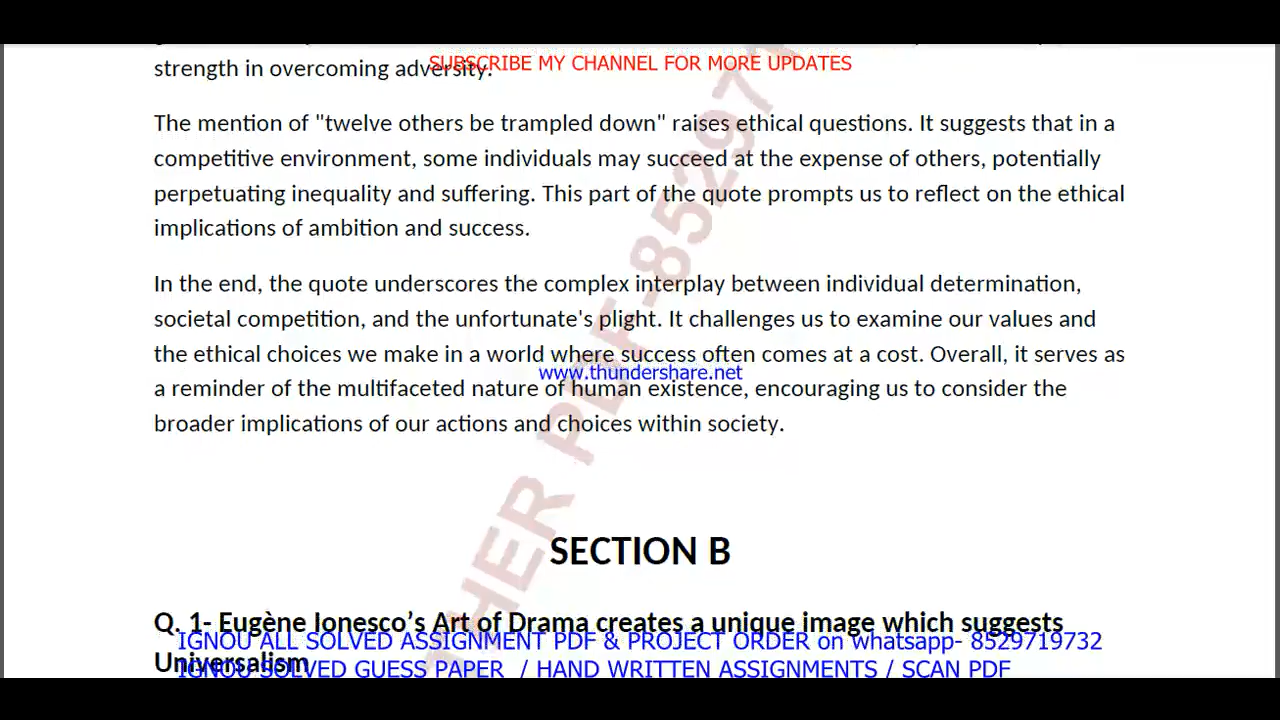 strength in overcoming adversity.
SUBSCRIBE MY CHANNEL FOR MORE UPDATES
The mention of "twelve others be trampled down" raises ethical questions. It suggests that in a
competitive environment, some individuals may succeed at the expense of others, potentially
perpetuating inequality and suffering. This part of the quote prompts us to reflect on the ethical
implications of ambition and success.
In the end, the quote underscores the complex interplay between individual determination,
societal competition, and the unfortunate's plight. It challenges us to examine our values and
the ethical choices we make in a world where success often comes at a cost. Overall, it serves as
www.thundershare.net
a reminder of the multifaceted nature of human existence, encouraging us to consider the
broader implications of our actions and choices within society.
THER PDF-852971
SECTION B
Q. 1- Eugène Ionesco’s Art of Drama creates a unique image which suggests
IGNOU ALL SOLVED ASSIGNMENT PDF & PROJECT ORDER on whatsapp- 8529719732
Universalism
IGNOU SOLVED GUESS PAPER / HAND WRITTEN ASSIGNMENTS / SCAN PDF